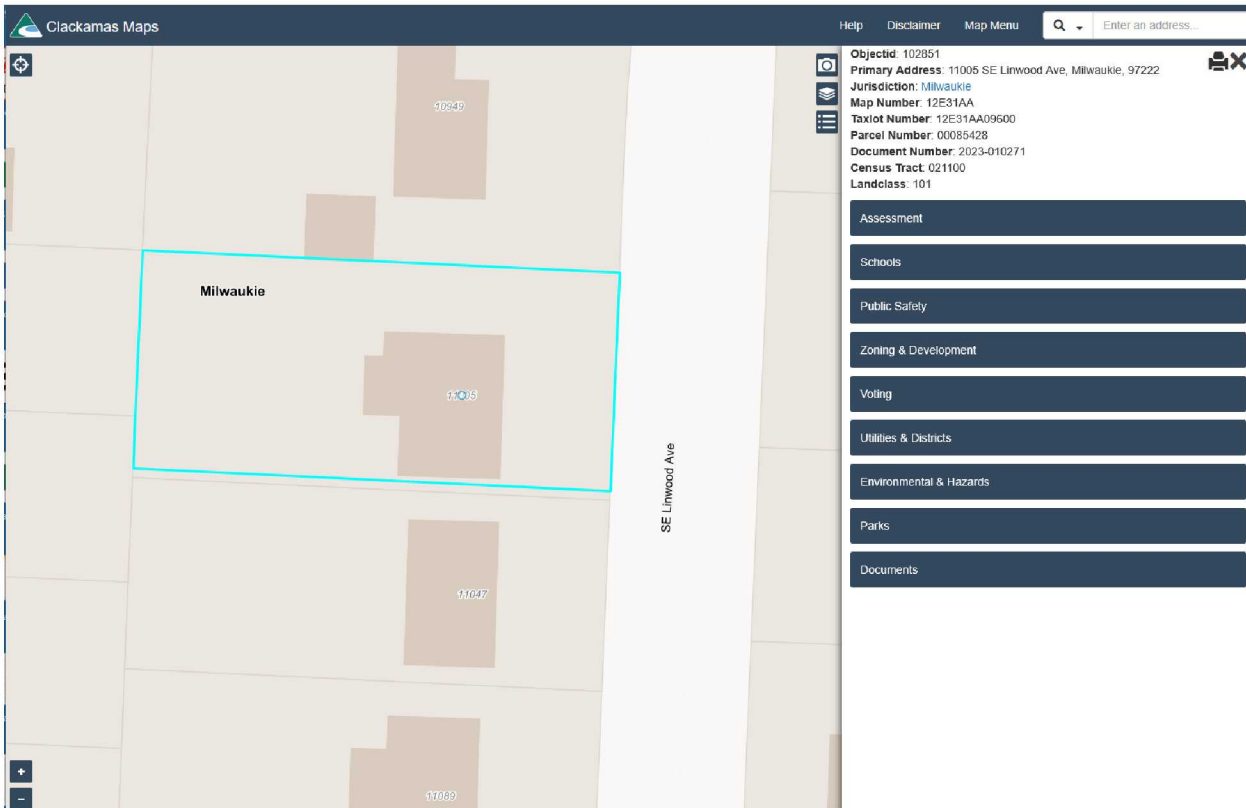 Clackamas Maps
Help Disclaimer Map Menu Enter an address...
Objectid: 102851
Primary Address: 11005 SE Linwood Ave, Milwaukie, 97222
Jurisdiction: Milwaukie
Map Number: 12E31AA
Taxlot Number: 12E31AA09600
Parcel Number: 00085428
Document Number: 2023-010271
Census Tract: 021100
Landclass: 101
Assessment
Schools
Public Safety
Zoning & Development
Voting
Utilities & Districts
Environmental & Hazards
Parks
Documents
10949
Milwaukie
11005
SE Linwood Ave
11047
11089
+
−